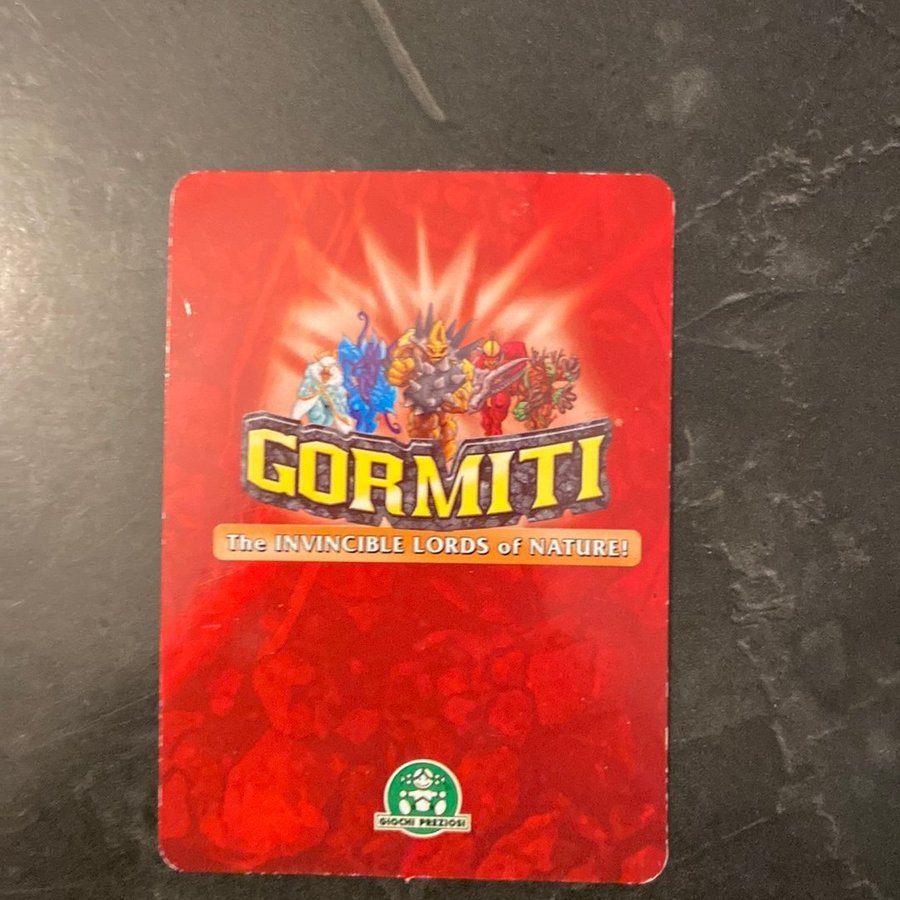 GORMITI
The INVINCIBLE LORDS of NATURE!
GIOCHI PREZIOSI